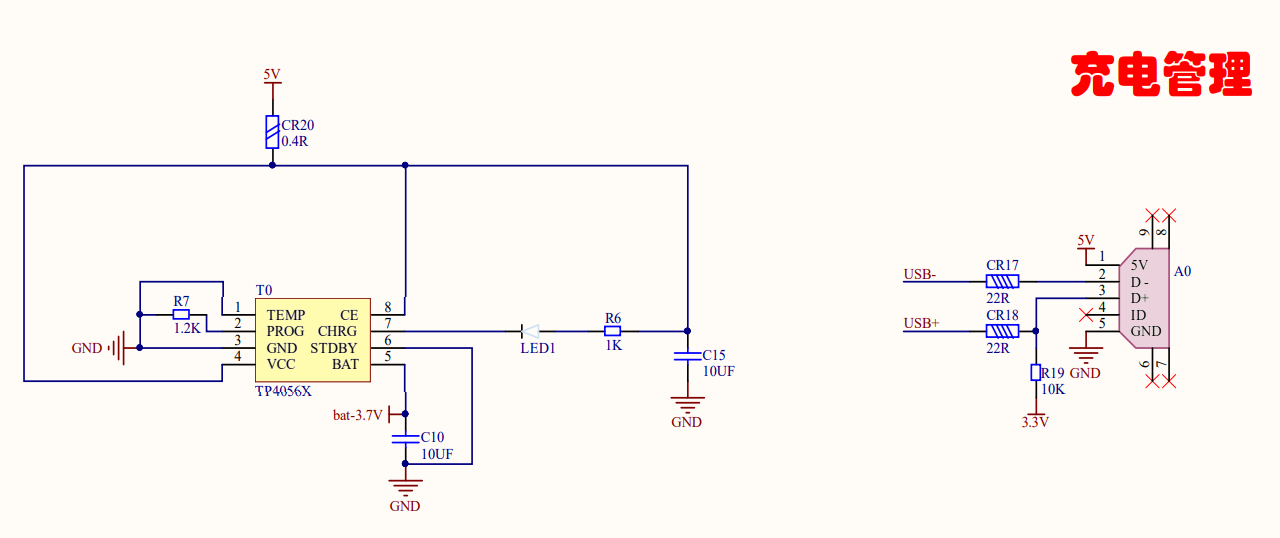 充电管理
5V
CR20
0.4R
R7
1.2K
GND
T0
1
2
3
4
TEMP
PROG
GND
VCC
CE
CHRG
STDBY
BAT
8
7
6
5
TP4056X
LED1
R6
1K
C15
10UF
GND
bat-3.7V
C10
10UF
GND
USB-
CR17
22R
USB+
CR18
22R
R19
10K
3.3V
5V
GND
1
2
3
4
5
5V
D -
D+
ID
GND
9
8
6
7
A0